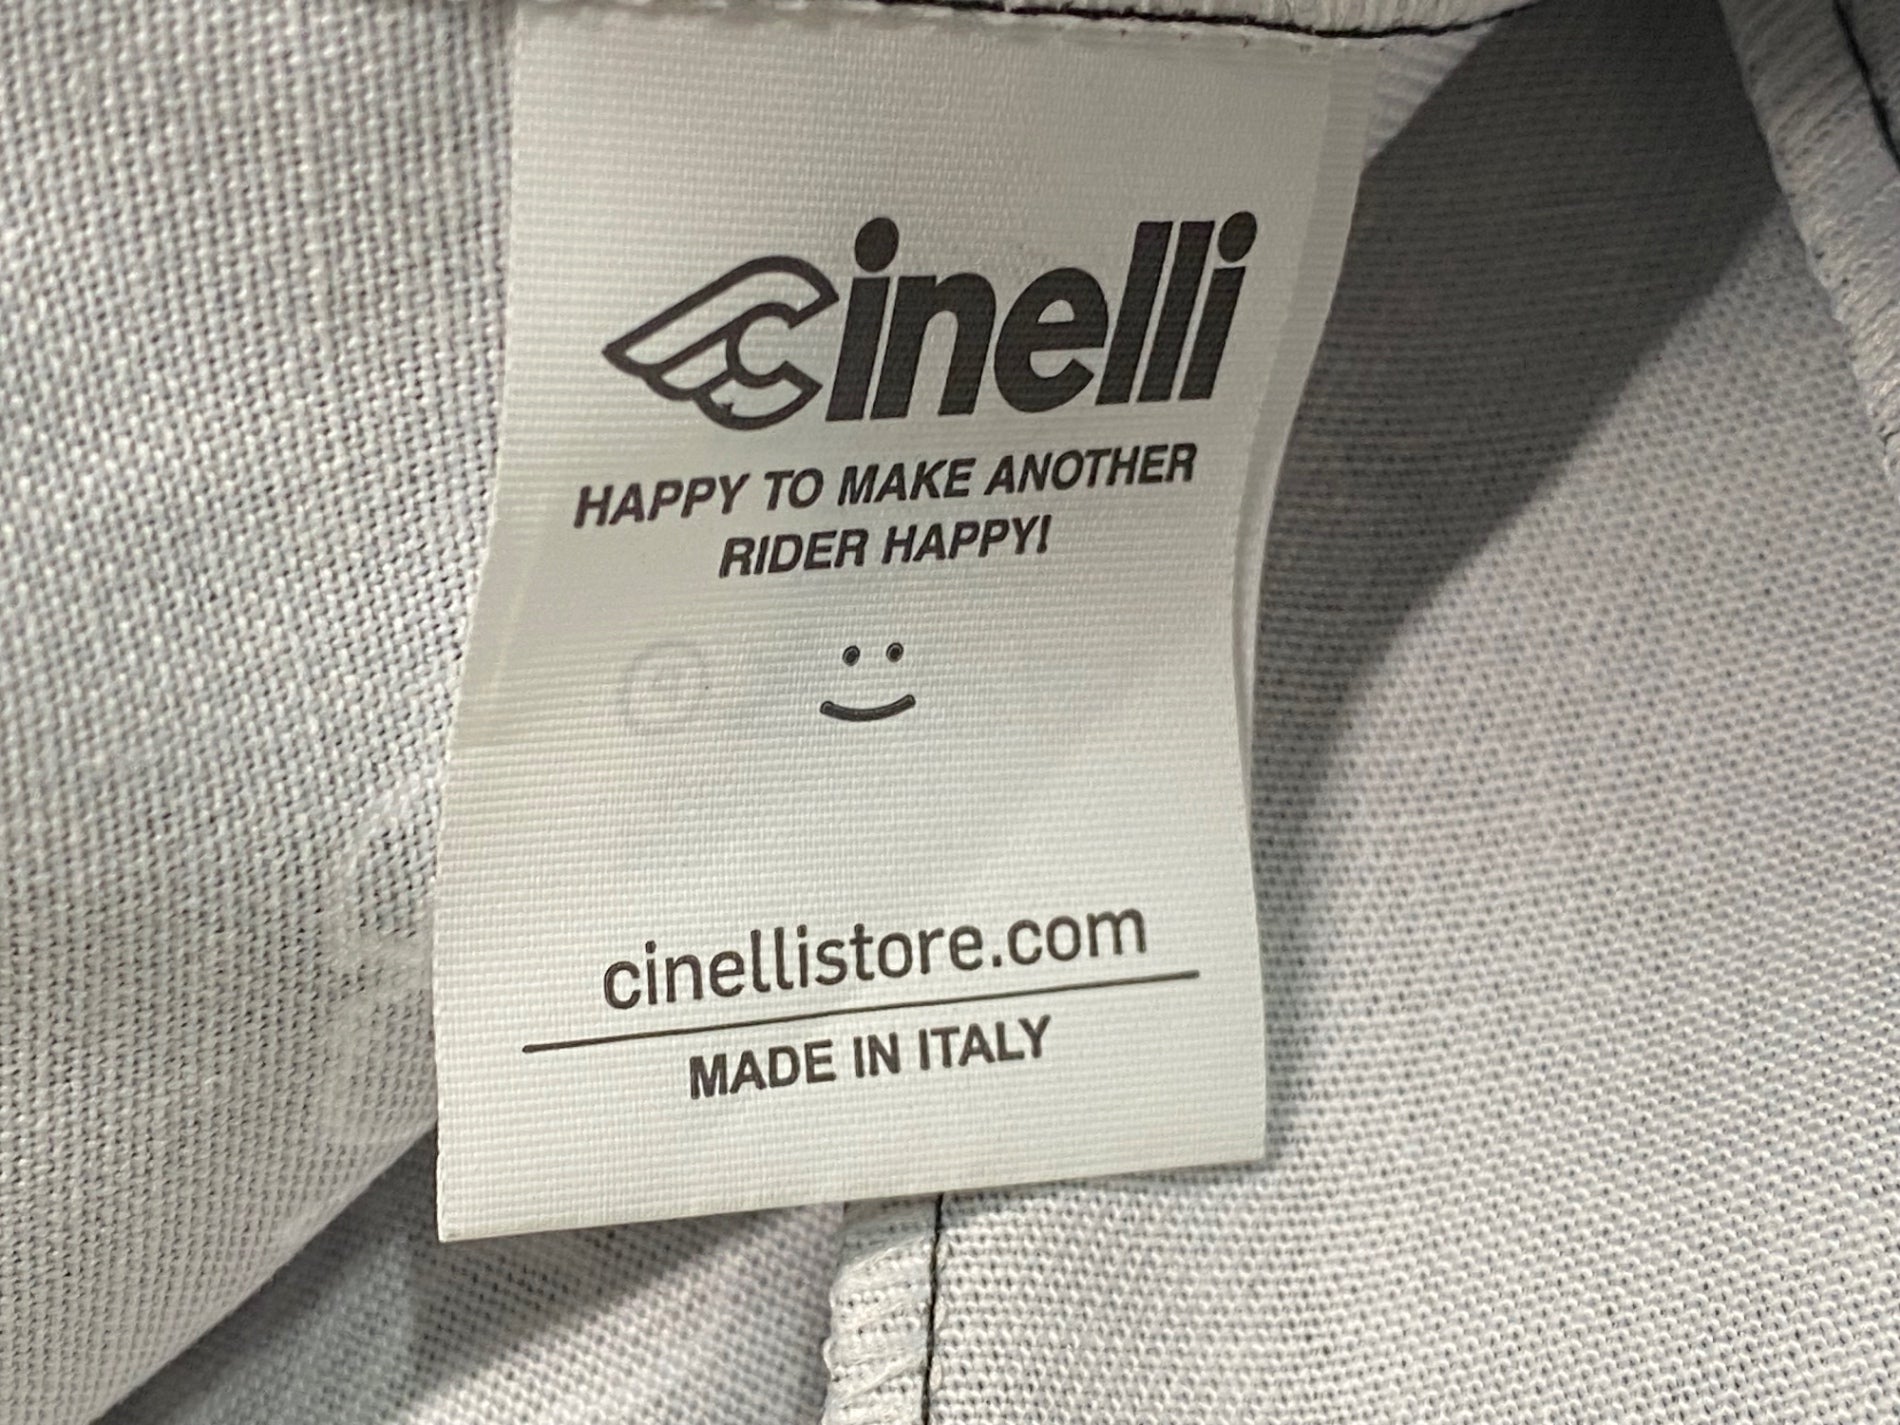 cinelli
HAPPY TO MAKE ANOTHER
RIDER HAPPY!
cinellistore.com
MADE IN ITALY